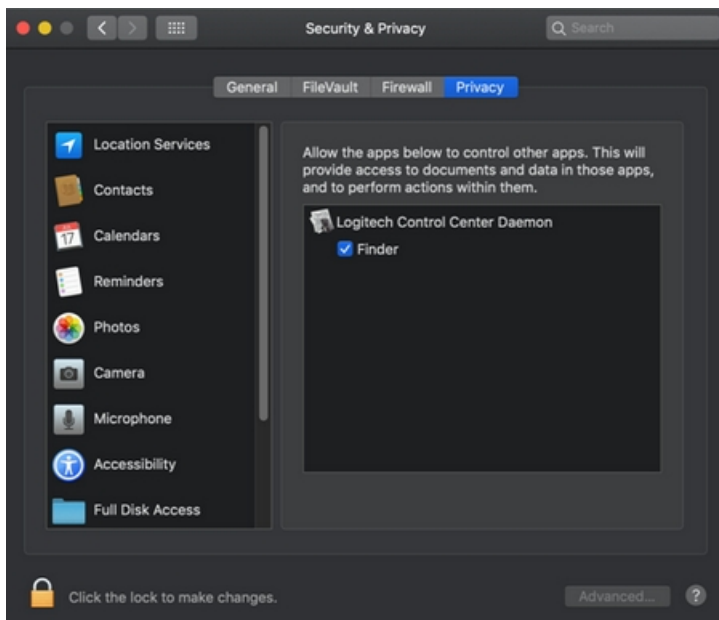 Security & Privacy
Search
General
FileVault
Firewall
Privacy
Location Services
Contacts
Calendars
Reminders
Photos
Camera
Microphone
Accessibility
Full Disk Access
Allow the apps below to control other apps. This will
provide access to documents and data in those apps,
and to perform actions within them.
Logitech Control Center Daemon
Finder
Click the lock to make changes.
Advanced...
?
17